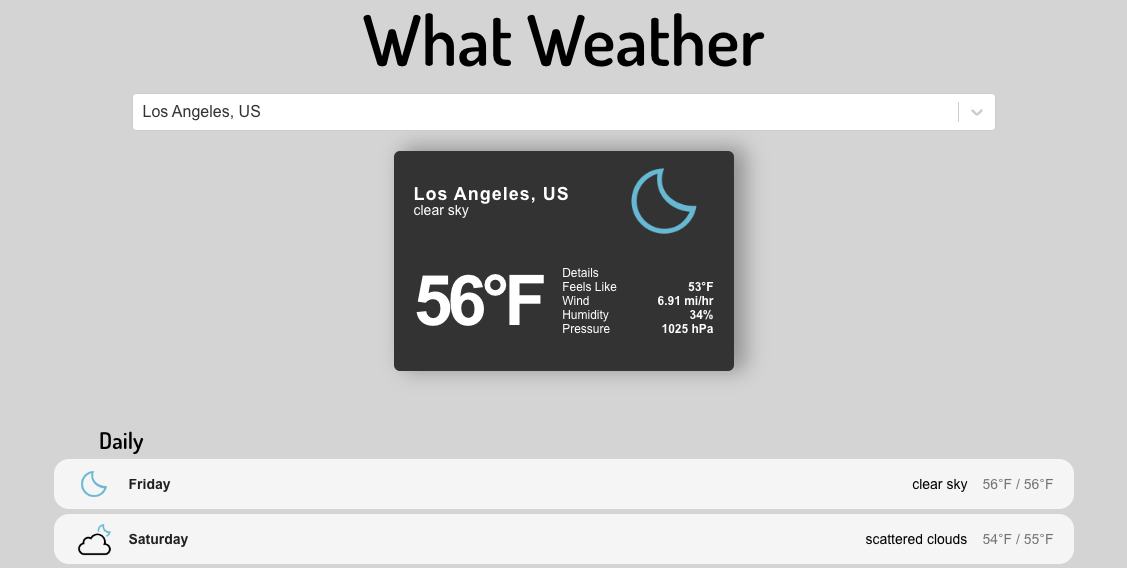 What Weather
Los Angeles, US
Los Angeles, US
clear sky
56°F
Details
Feels Like 53°F
Wind 6.91 mi/hr
Humidity 34%
Pressure 1025 hPa
Daily
Friday clear sky 56°F / 56°F
Saturday scattered clouds 54°F / 55°F